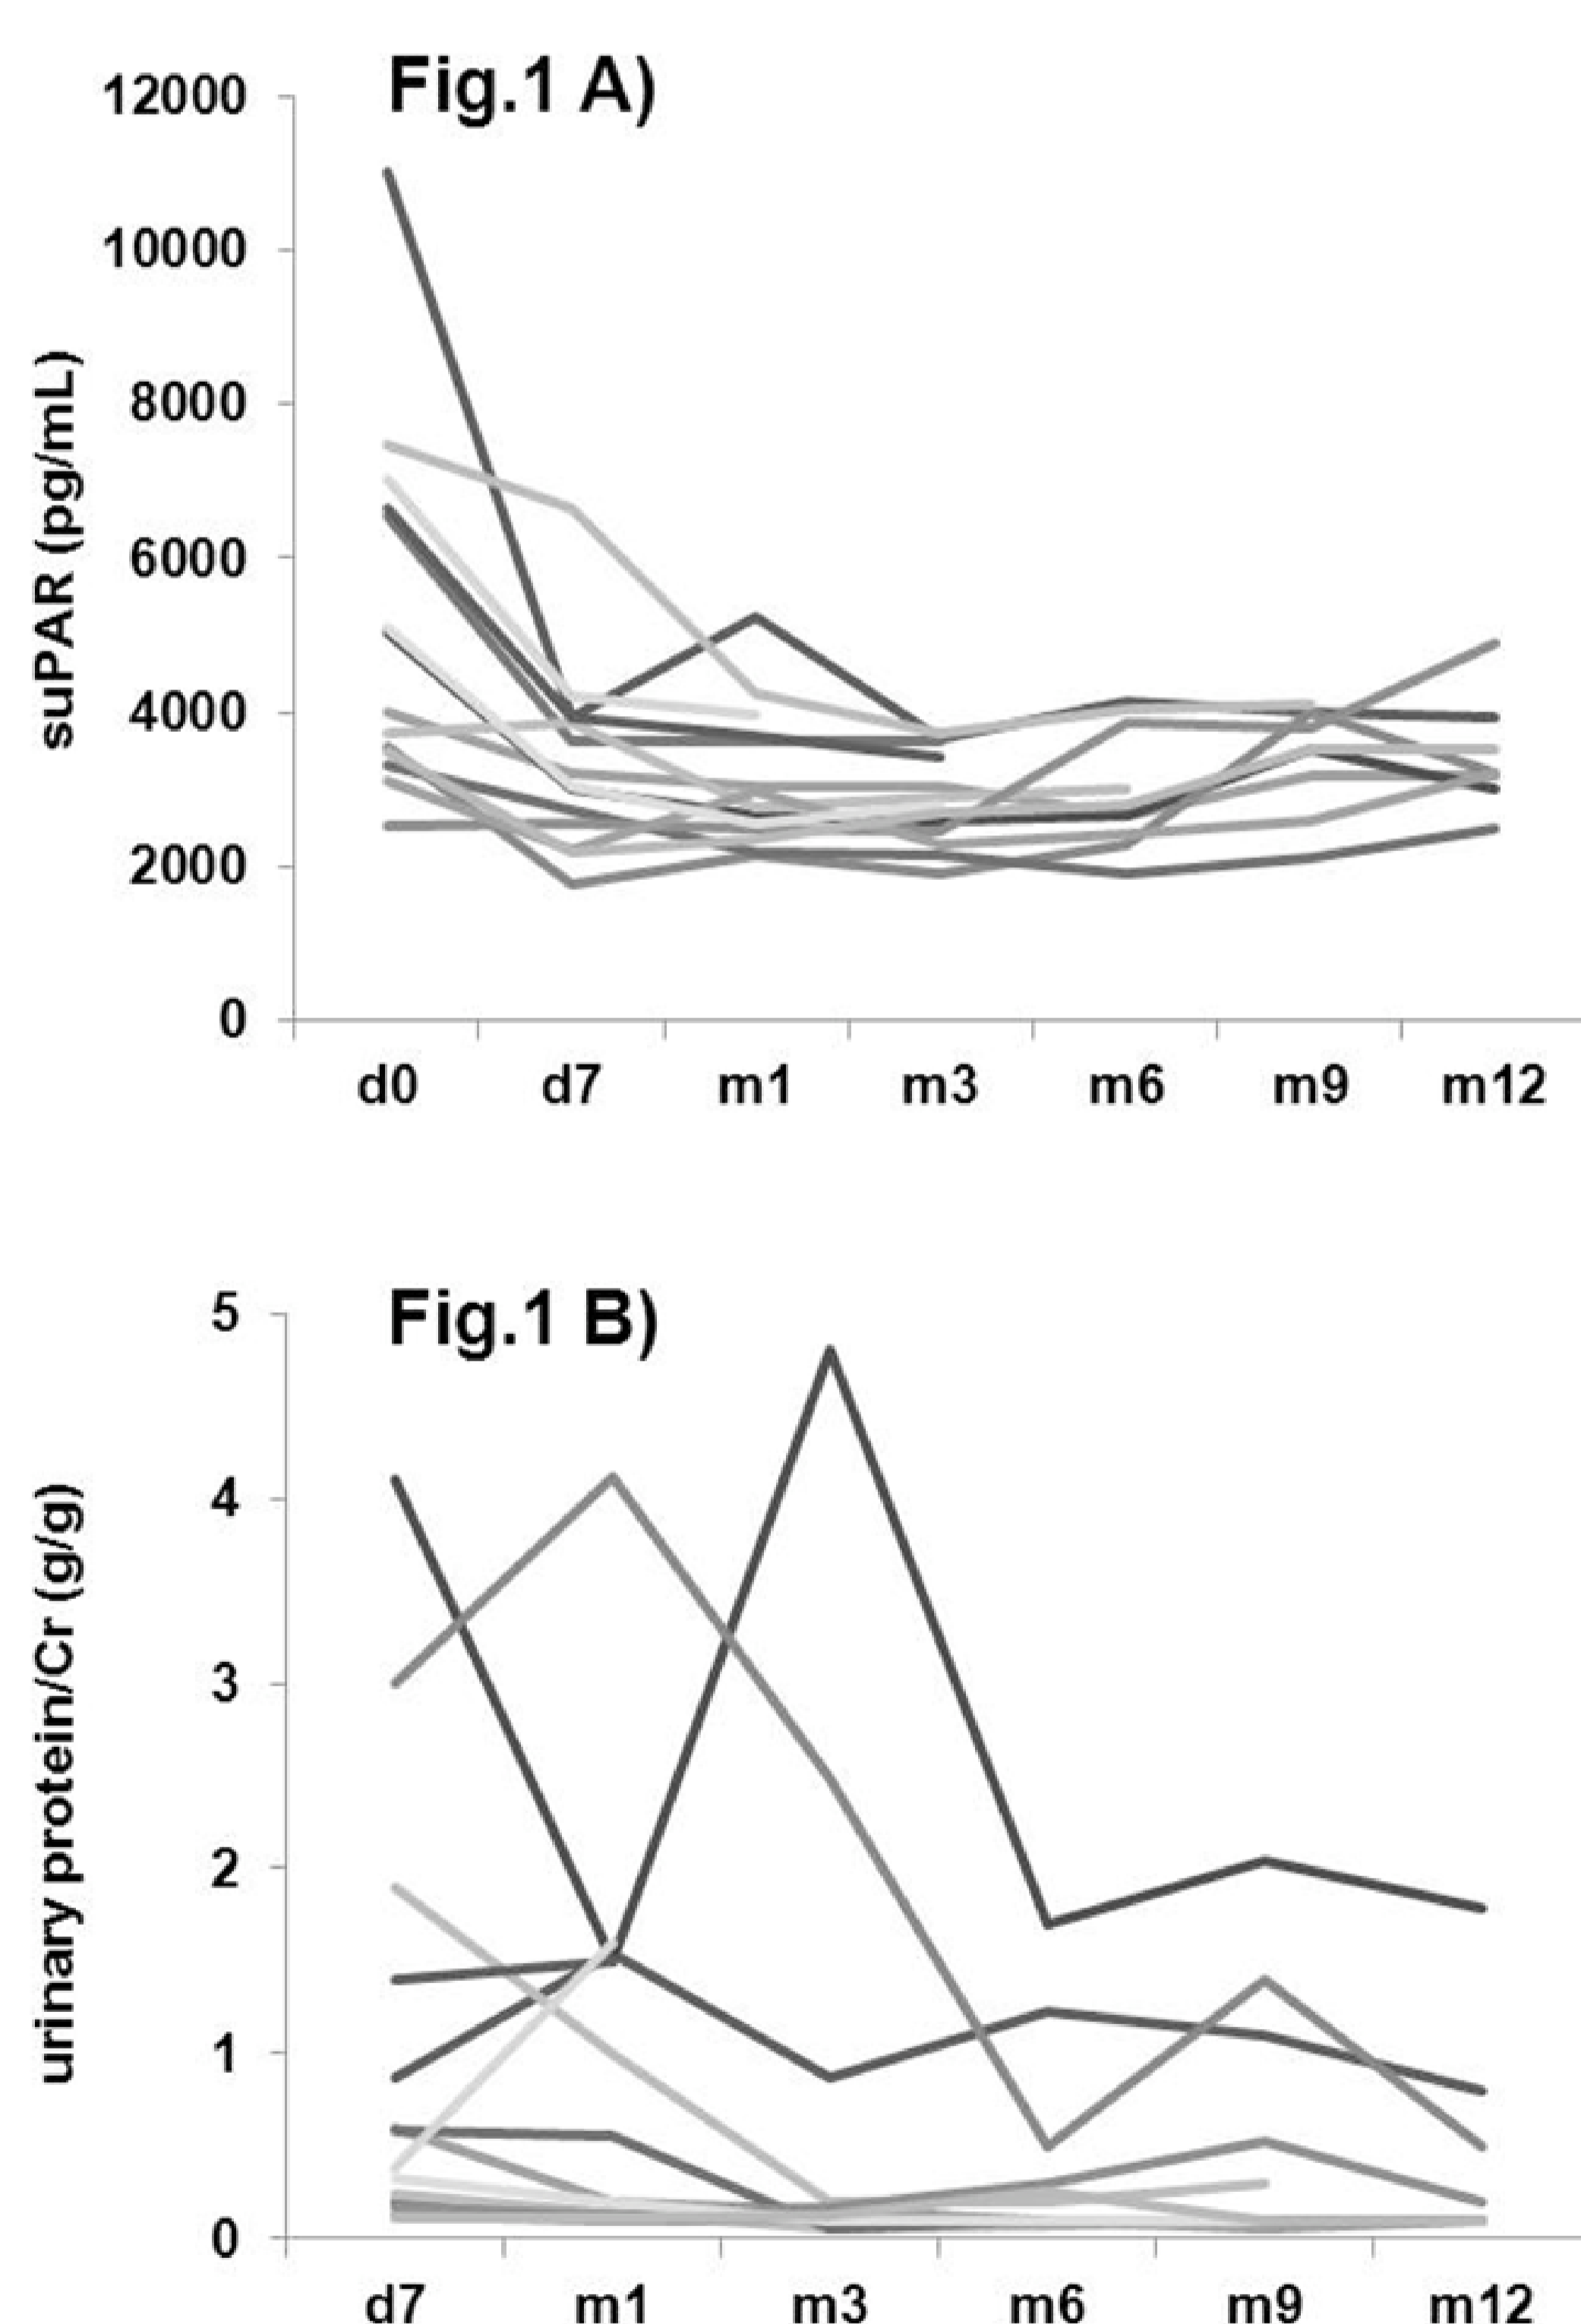 Fig.1 A)
12000
10000
8000
6000
4000
2000
0
suPAR (pg/mL)
d0 d7 m1 m3 m6 m9 m12
Fig.1 B)
5
4
3
2
1
0
urinary protein/Cr (g/g)
d7 m1 m3 m6 m9 m12